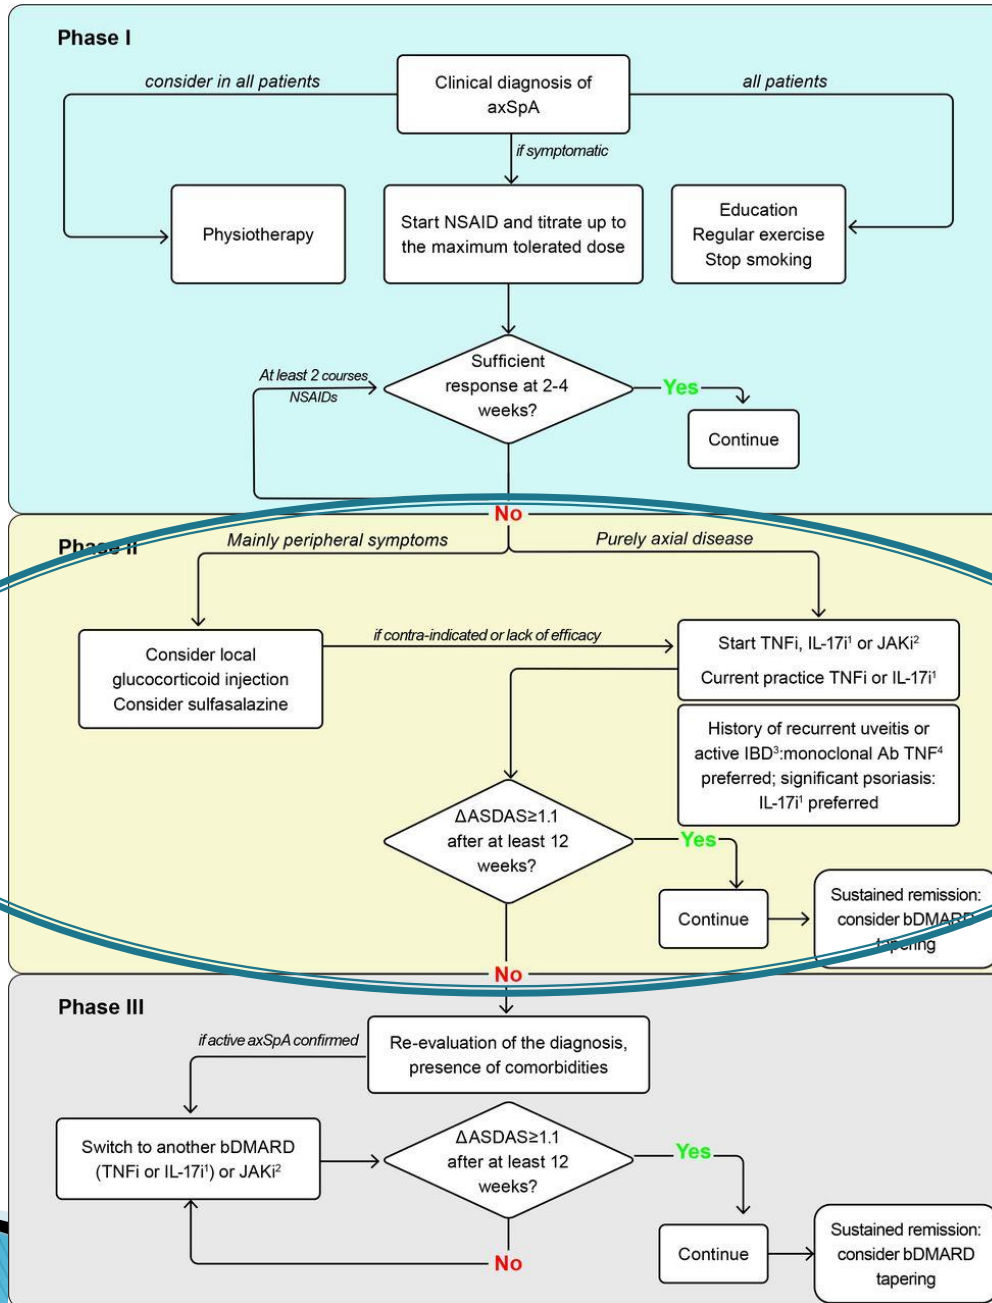 Phase I
consider in all patients
Clinical diagnosis of
axSpA
all patients
if symptomatic
Physiotherapy
Start NSAID and titrate up to
the maximum tolerated dose
Education
Regular exercise
Stop smoking
At least 2 courses
NSAIDs
Sufficient
response at 2-4
weeks?
Yes
Continue
No
Phase II
Mainly peripheral symptoms
Purely axial disease
Consider local
glucocorticoid injection
Consider sulfasalazine
if contra-indicated or lack of efficacy
Start TNFi, IL-17i¹ or JAKi²
Current practice TNFi or IL-17i¹
History of recurrent uveitis or
active IBD³:monoclonal Ab TNF⁴
preferred; significant psoriasis:
IL-17i¹ preferred
ΔASDAS≥1.1
after at least 12
weeks?
Yes
Continue
Sustained remission:
consider bDMARD
tapering
No
Phase III
if active axSpA confirmed
Re-evaluation of the diagnosis,
presence of comorbidities
Switch to another bDMARD
(TNFi or IL-17i¹) or JAKi²
ΔASDAS≥1.1
after at least 12
weeks?
Yes
Continue
Sustained remission:
consider bDMARD
tapering
No